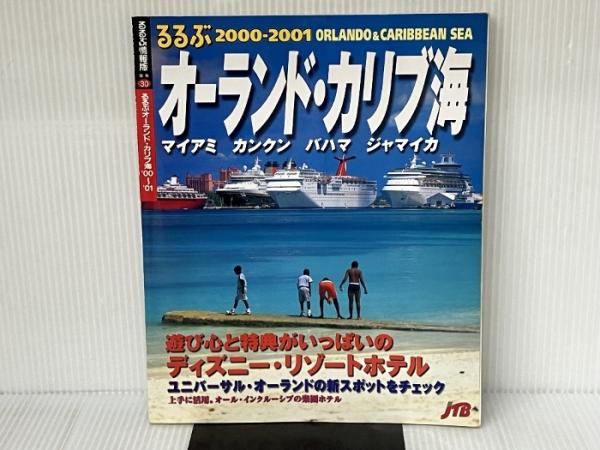 るるぶ 2000-2001 ORLANDO & CARIBBEAN SEA
オーランド・カリブ海
マイアミ カンクン バハマ ジャマイカ
遊び心と特典がいっぱいの
ディズニー・リゾートホテル
ユニバーサル・オーランドの新スポットをチェック
上手に活用。オール・インクルーシブの楽園ホテル
JTB
るるぶ情報版
30
るるぶオーランド・カリブ海'00~'01